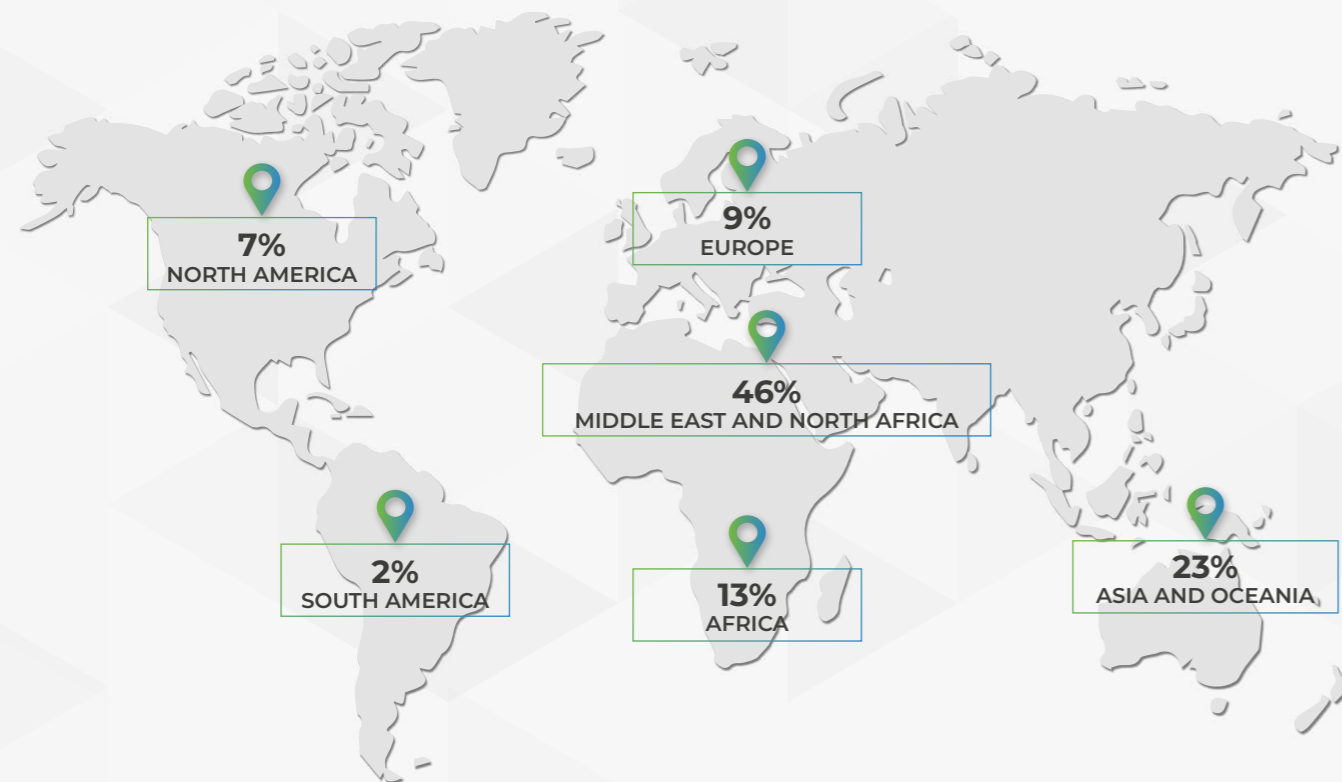 7%
NORTH AMERICA
9%
EUROPE
46%
MIDDLE EAST AND NORTH AFRICA
2%
SOUTH AMERICA
13%
AFRICA
23%
ASIA AND OCEANIA